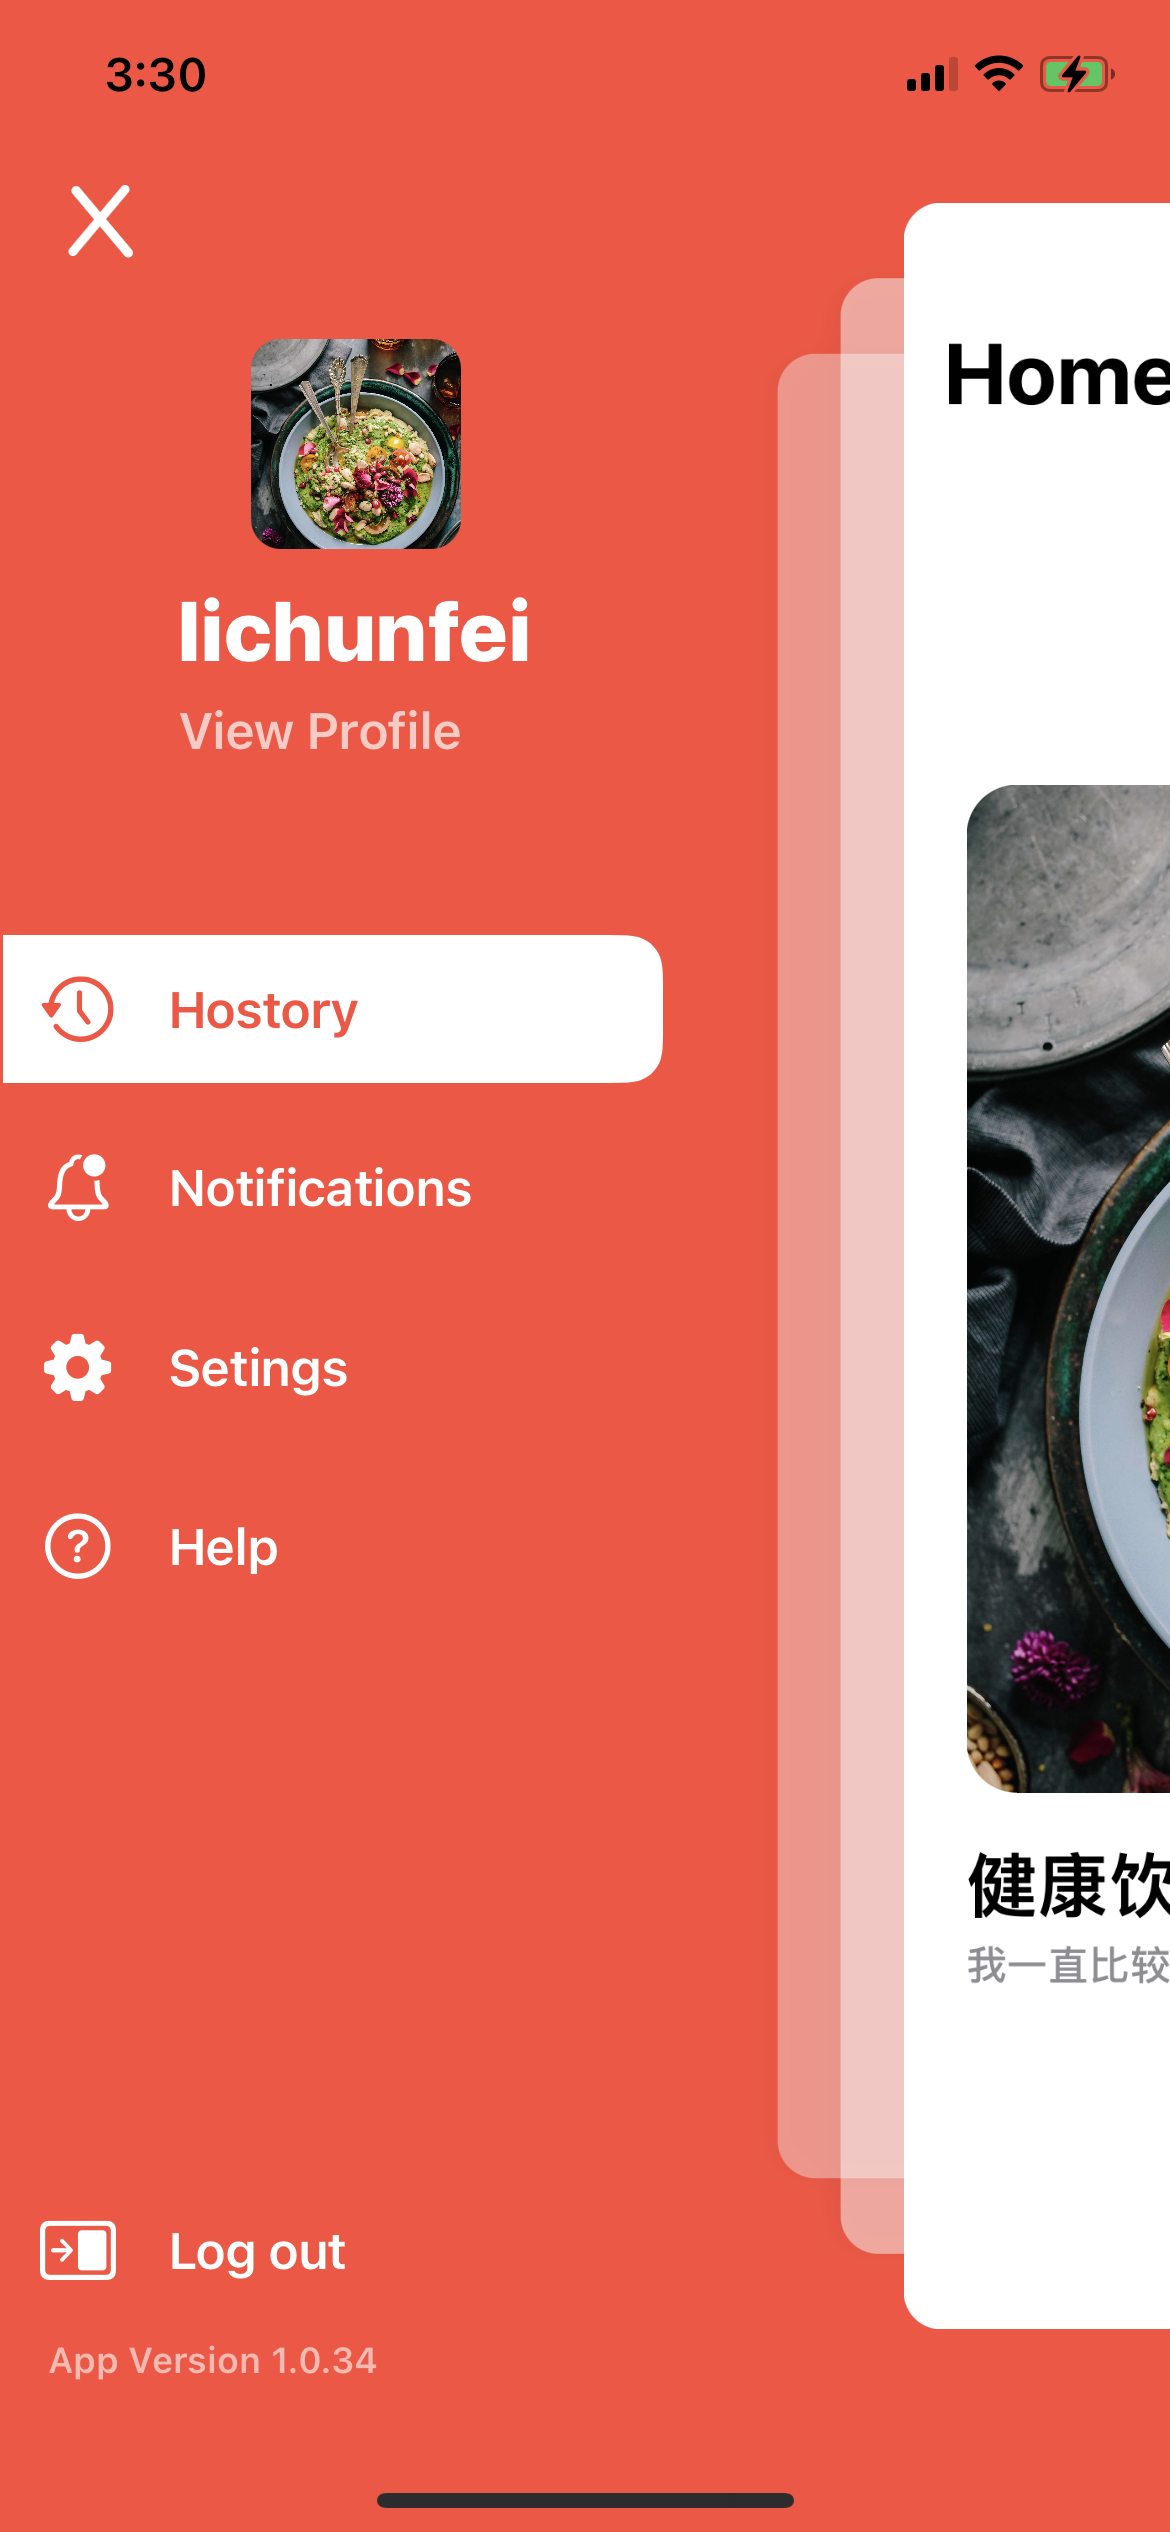 3:30
Home
lichunfei
View Profile
Hostory
Notifications
Setings
Help
健康饮
我一直比较
Log out
App Version 1.0.34